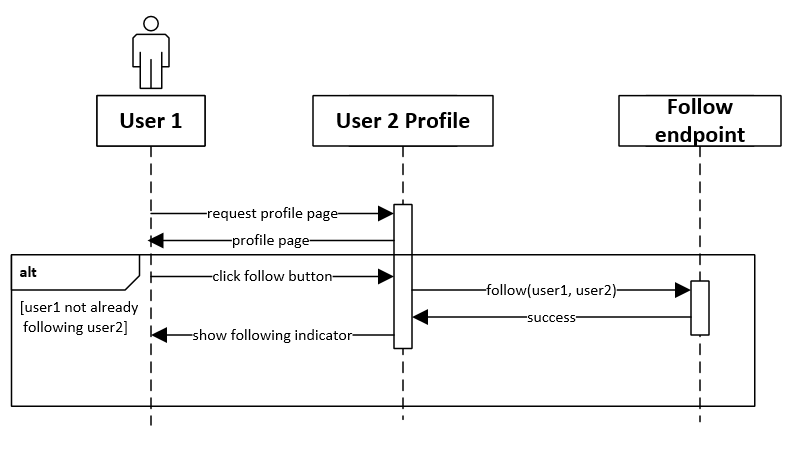 User 1
User 2 Profile
Follow
endpoint
request profile page
profile page
alt
click follow button
[user1 not already
following user2]
follow(user1, user2)
success
show following indicator